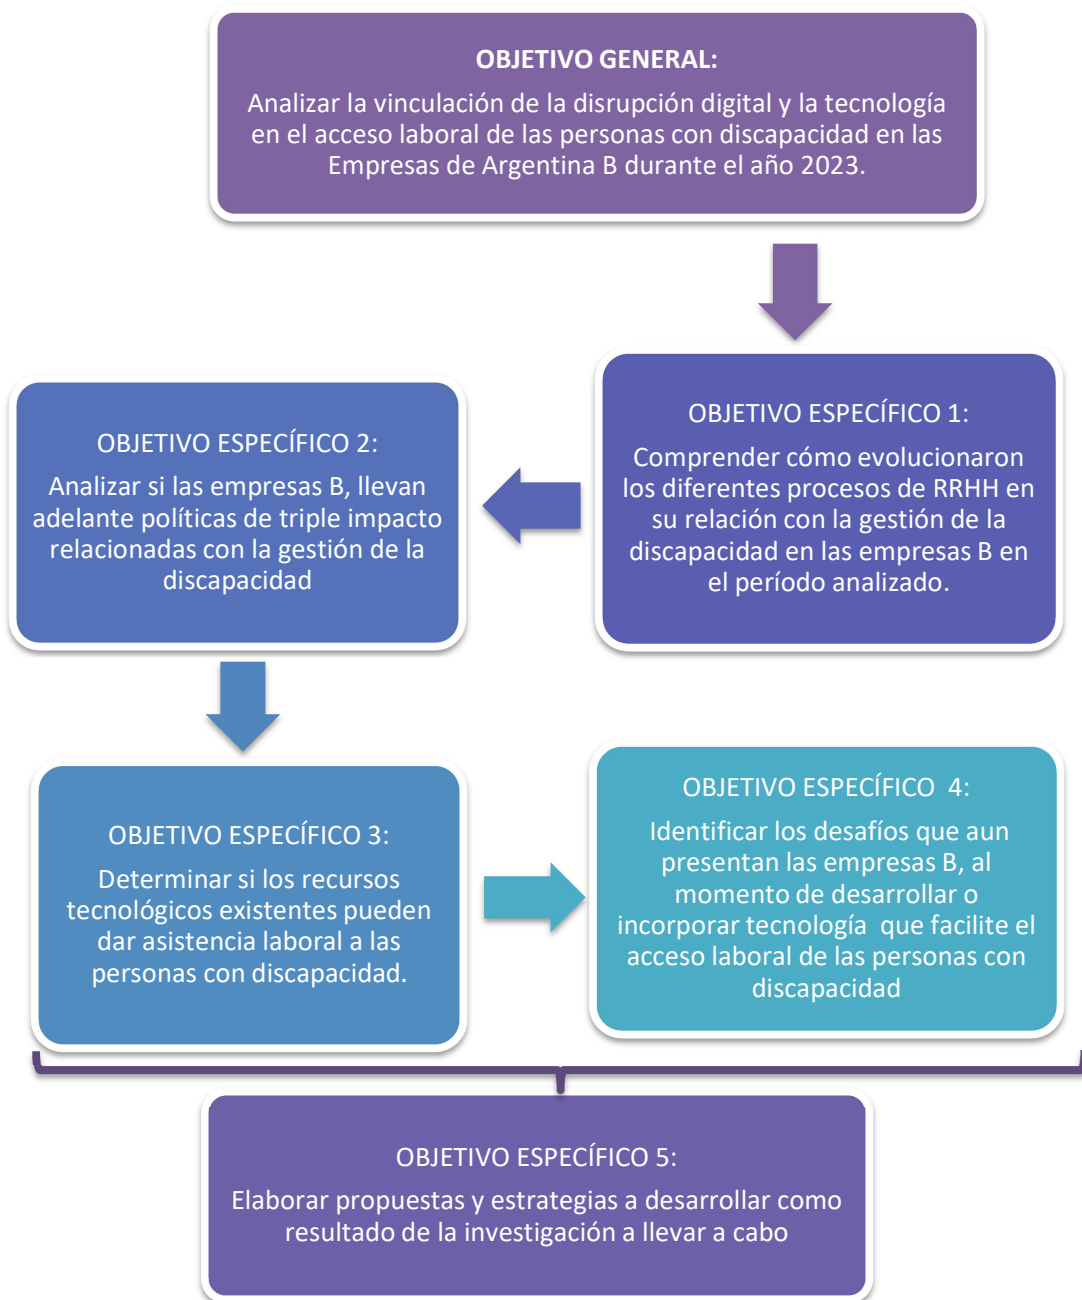 OBJETIVO GENERAL:
Analizar la vinculación de la disrupción digital y la tecnología
en el acceso laboral de las personas con discapacidad en las
Empresas de Argentina B durante el año 2023.
OBJETIVO ESPECÍFICO 1:
Comprender cómo evolucionaron
los diferentes procesos de RRHH en
su relación con la gestión de la
discapacidad en las empresas B en
el período analizado.
OBJETIVO ESPECÍFICO 2:
Analizar si las empresas B, llevan
adelante políticas de triple impacto
relacionadas con la gestión de la
discapacidad
OBJETIVO ESPECÍFICO 3:
Determinar si los recursos
tecnológicos existentes pueden
dar asistencia laboral a las
personas con discapacidad.
OBJETIVO ESPECÍFICO 4:
Identificar los desafíos que aun
presentan las empresas B, al
momento de desarrollar o
incorporar tecnología que facilite el
acceso laboral de las personas con
discapacidad
OBJETIVO ESPECÍFICO 5:
Elaborar propuestas y estrategias a desarrollar como
resultado de la investigación a llevar a cabo